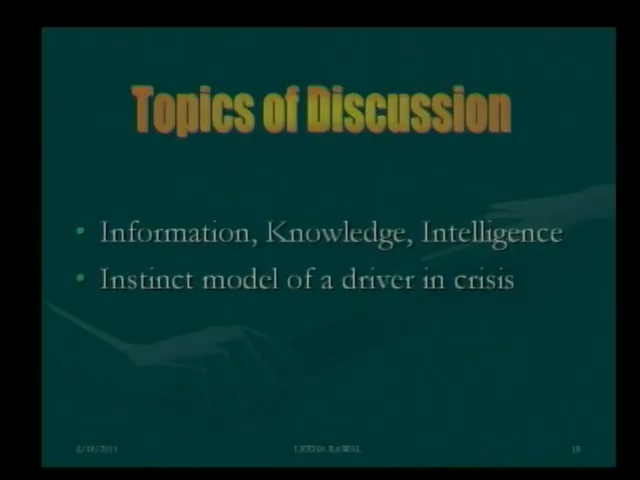 Topics of Discussion
• Information, Knowledge, Intelligence
• Instinct model of a driver in crisis